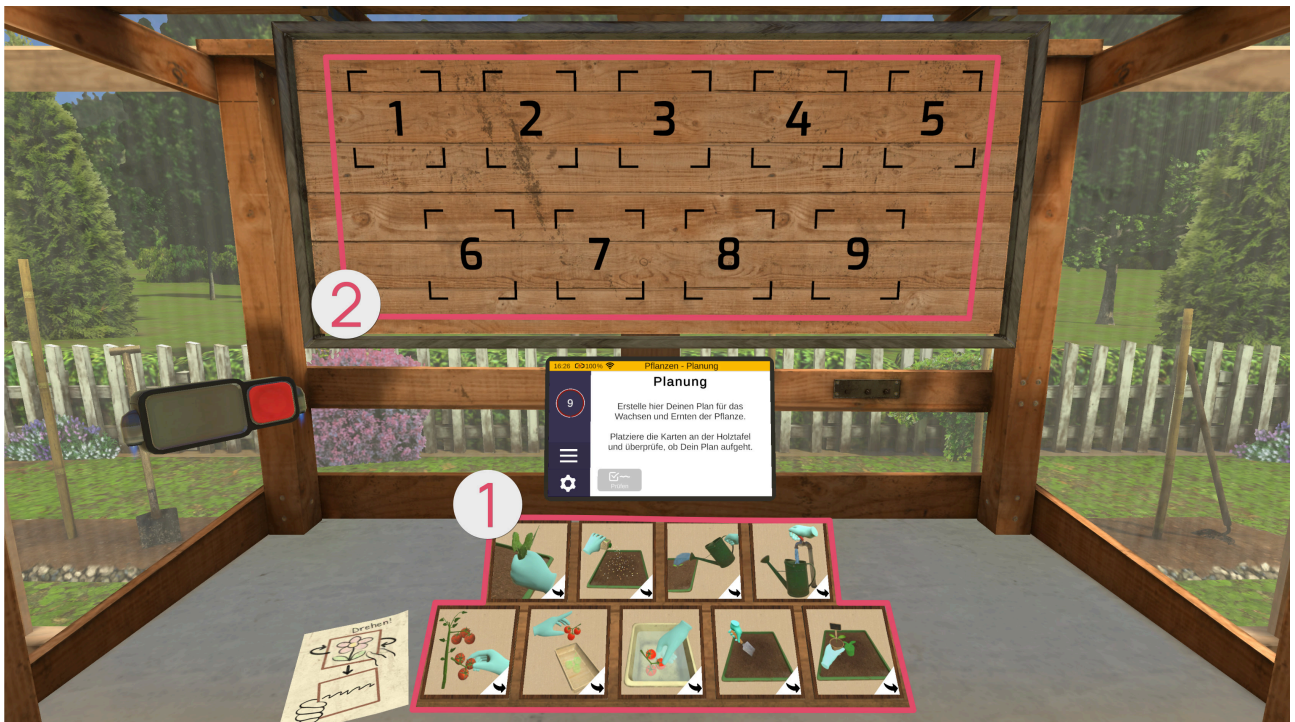 1 2 3 4 5
6 7 8 9
2
16:26 100% Pflanzen - Planung
Planung
9
Erstelle hier Deinen Plan für das
Wachsen und Ernten der Pflanze.
Platziere die Karten an der Holztafel
und überprüfe, ob Dein Plan aufgeht.
Prüfen
1
Drehen!